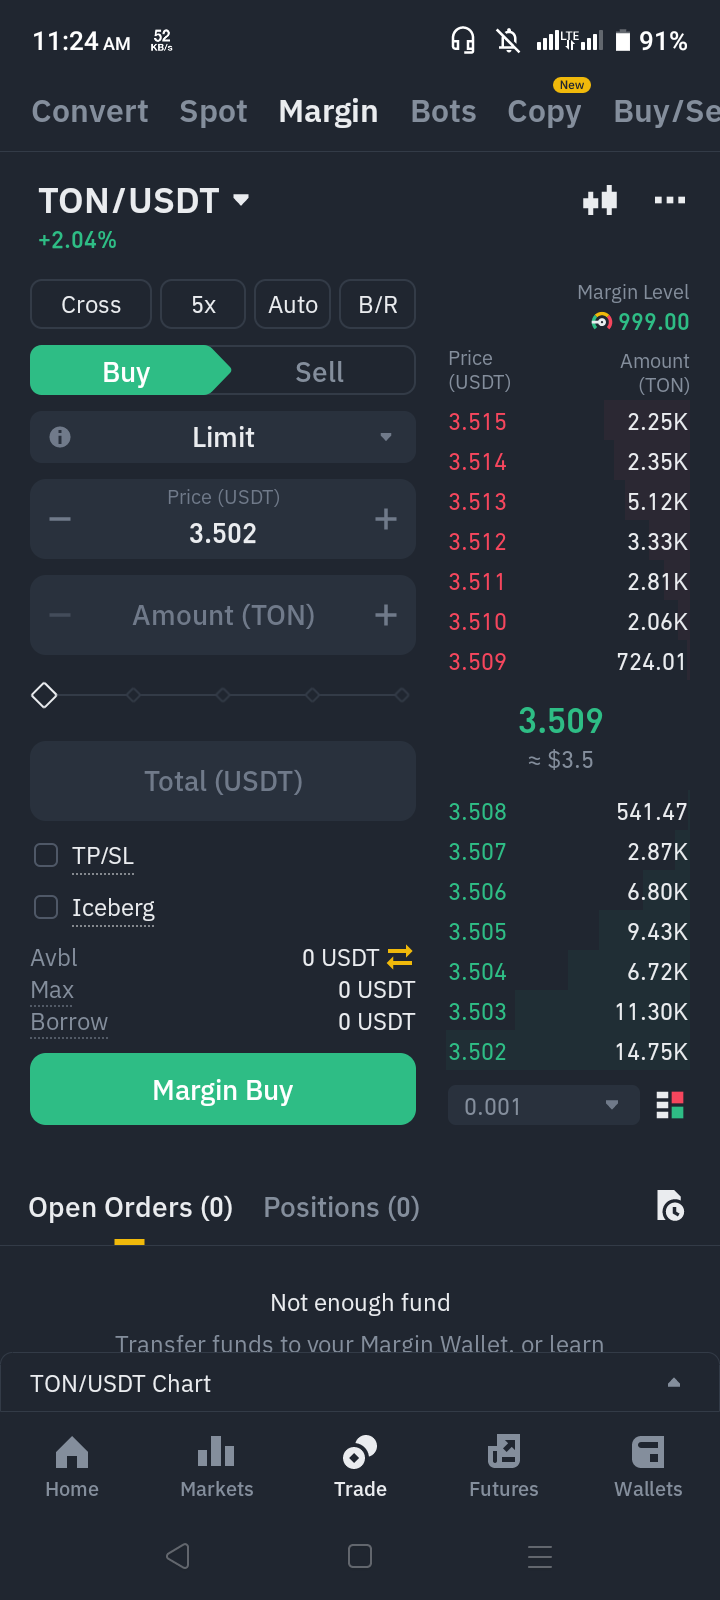 11:24 AM 52 KB/s LTE 91%
New
Convert Spot Margin Bots Copy Buy/Se
TON/USDT
+2.04%
Cross 5x Auto B/R
Margin Level
999.00
Buy Sell
Price (USDT)
Amount (TON)
Limit
Price (USDT)
3.502
Amount (TON)
Total (USDT)
TP/SL
Iceberg
Avbl 0 USDT
Max 0 USDT
Borrow 0 USDT
Margin Buy
3.515 2.25K
3.514 2.35K
3.513 5.12K
3.512 3.33K
3.511 2.81K
3.510 2.06K
3.509 724.01
3.509
≈ $3.5
3.508 541.47
3.507 2.87K
3.506 6.80K
3.505 9.43K
3.504 6.72K
3.503 11.30K
3.502 14.75K
0.001
Open Orders (0) Positions (0)
Not enough fund
Transfer funds to your Margin Wallet, or learn
TON/USDT Chart
Home Markets Trade Futures Wallets